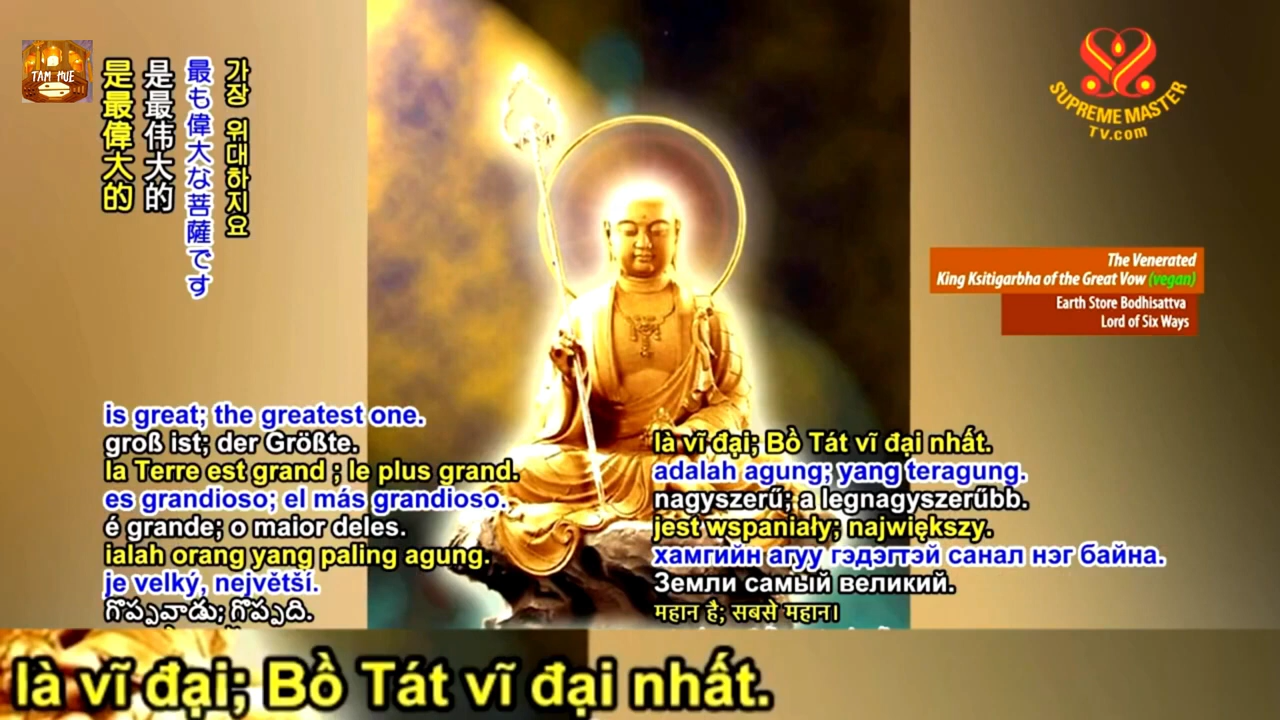 TAM HUE
是最偉大的
是最伟大的
最も偉大な菩薩です
가장 위대하지요
SUPREME MASTER
TV.com
The Venerated
King Ksitigarbha of the Great Vow (vegan)
Earth Store Bodhisattva
Lord of Six Ways
is great; the greatest one.
groß ist; der Größte.
la Terre est grand ; le plus grand.
es grandioso; el más grandioso.
é grande; o maior deles.
ialah orang yang paling agung.
je velký, největší.
గొప్పవాడు; గొప్పది.
là vĩ đại; Bồ Tát vĩ đại nhất.
adalah agung; yang teragung.
nagyszerű; a legnagyszerűbb.
jest wspaniały; największy.
хамгийн агуу гэдэгтэй санал нэг байна.
Земли самый великий.
महान है; सबसे महान।
là vĩ đại; Bồ Tát vĩ đại nhất.